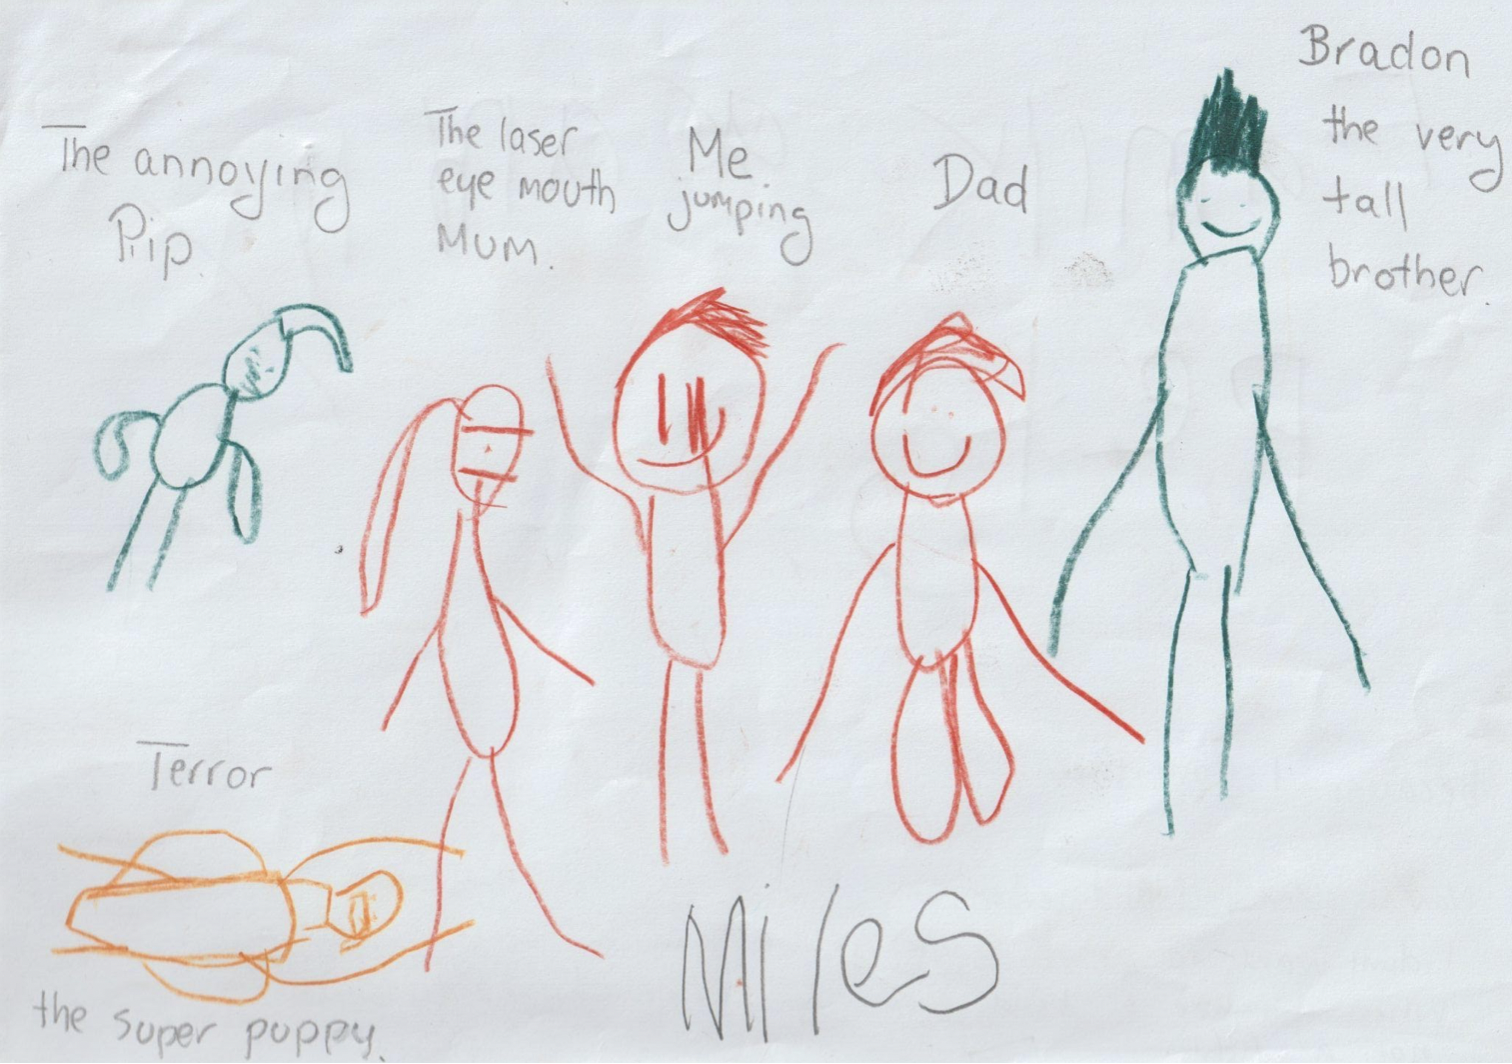 The annoying
Pip.
The laser
eye mouth
Mum.
Me
jumping
Dad
Bradon
the very
tall
brother.
Terror
the super puppy.
Miles